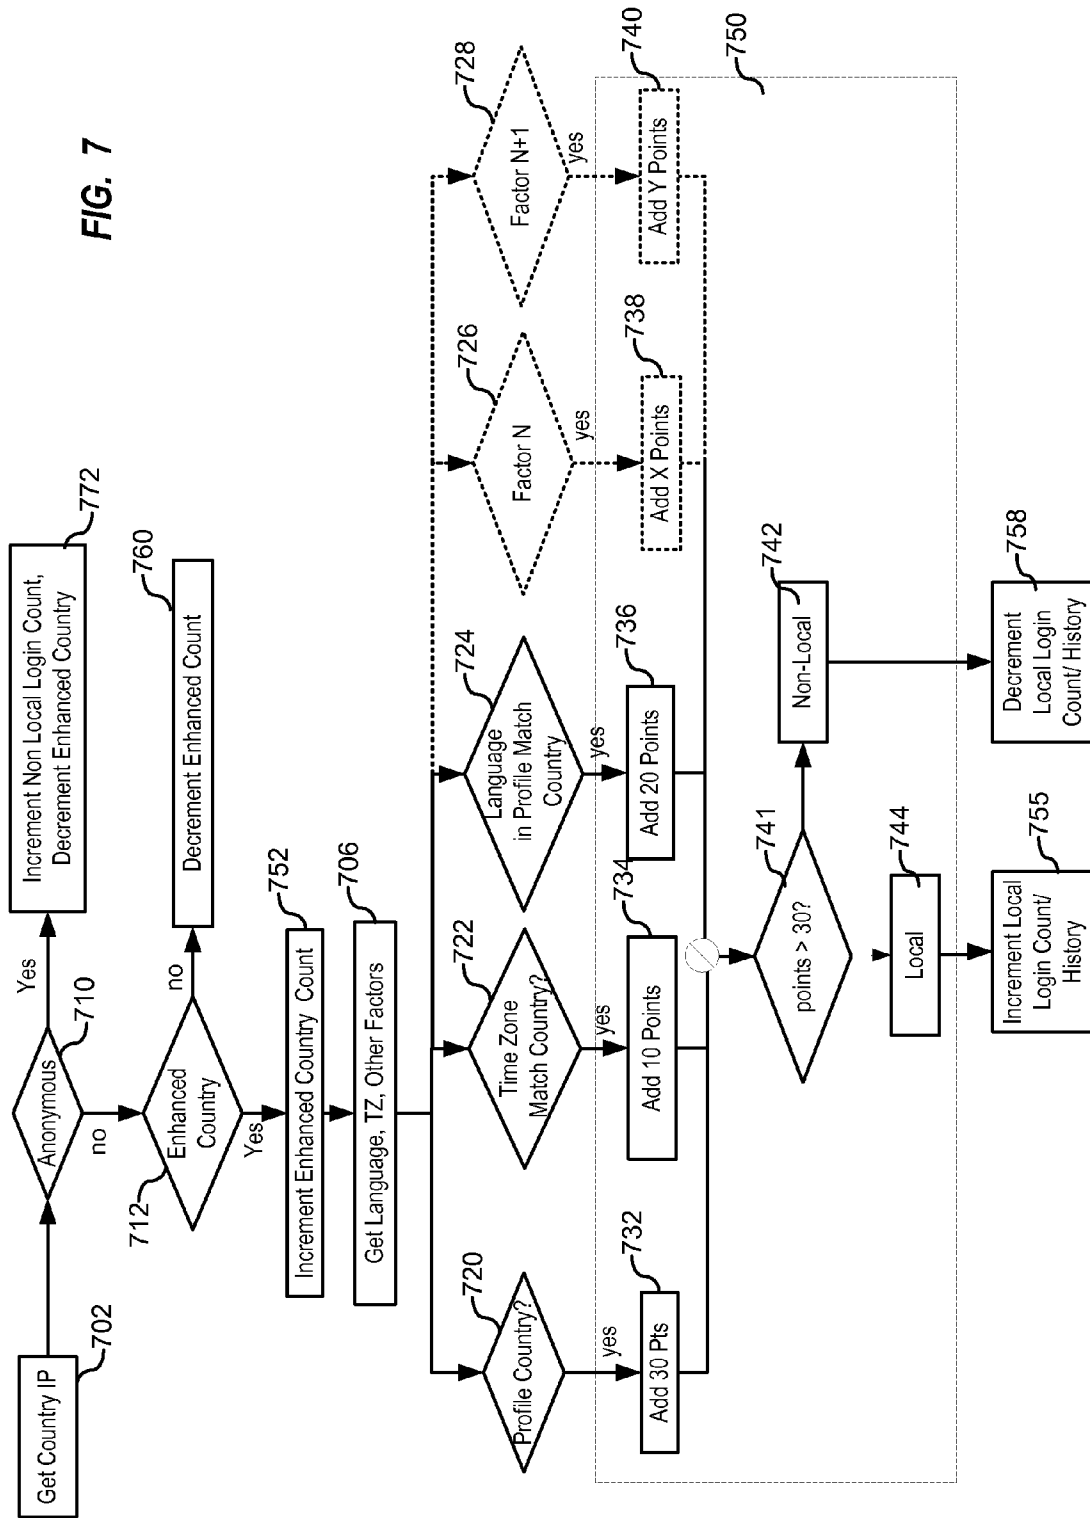 FIG. 7
Get Country IP
702
Anonymous
710
Yes
Increment Non Local Login Count,
Decrement Enhanced Country
772
no
Enhanced
Country
712
no
Decrement Enhanced Count
760
Yes
Increment Enhanced Country Count
752
Get Language, TZ, Other Factors
706
Profile Country?
720
Time Zone
Match Country?
722
Language
in Profile Match
Country
724
Factor N
726
Factor N+1
728
yes
yes
yes
yes
yes
Add 30 Pts
732
Add 10 Points
734
Add 20 Points
736
Add X Points
738
Add Y Points
740
750
points > 30?
741
Non-Local
742
Local
744
Increment Local
Login Count/
History
755
Decrement
Local Login
Count/ History
758